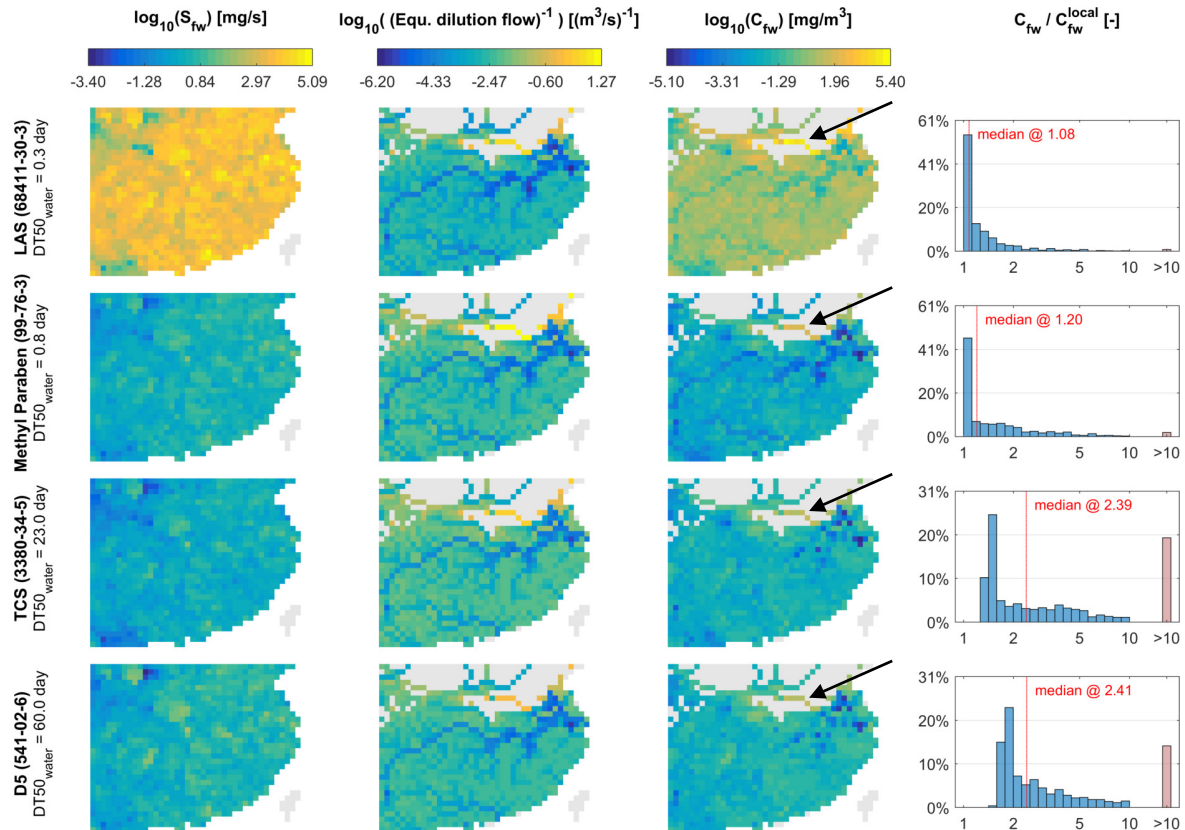 log10(Sfw) [mg/s]
log10( (Equ. dilution flow)-1 ) [(m3/s)-1]
log10(Cfw) [mg/m3]
Cfw / Cfwlocal [-]
-3.40 -1.28 0.84 2.97 5.09
-6.20 -4.33 -2.47 -0.60 1.27
-5.10 -3.31 -1.29 1.96 5.40
LAS (68411-30-3)
DT50water = 0.3 day
61%
41%
20%
0%
median @ 1.08
1 2 5 10 >10
Methyl Paraben (99-76-3)
DT50water = 0.8 day
61%
41%
20%
0%
median @ 1.20
1 2 5 10 >10
TCS (3380-34-5)
DT50water = 23.0 day
31%
20%
10%
0%
median @ 2.39
1 2 5 10 >10
D5 (541-02-6)
DT50water = 60.0 day
31%
20%
10%
0%
median @ 2.41
1 2 5 10 >10